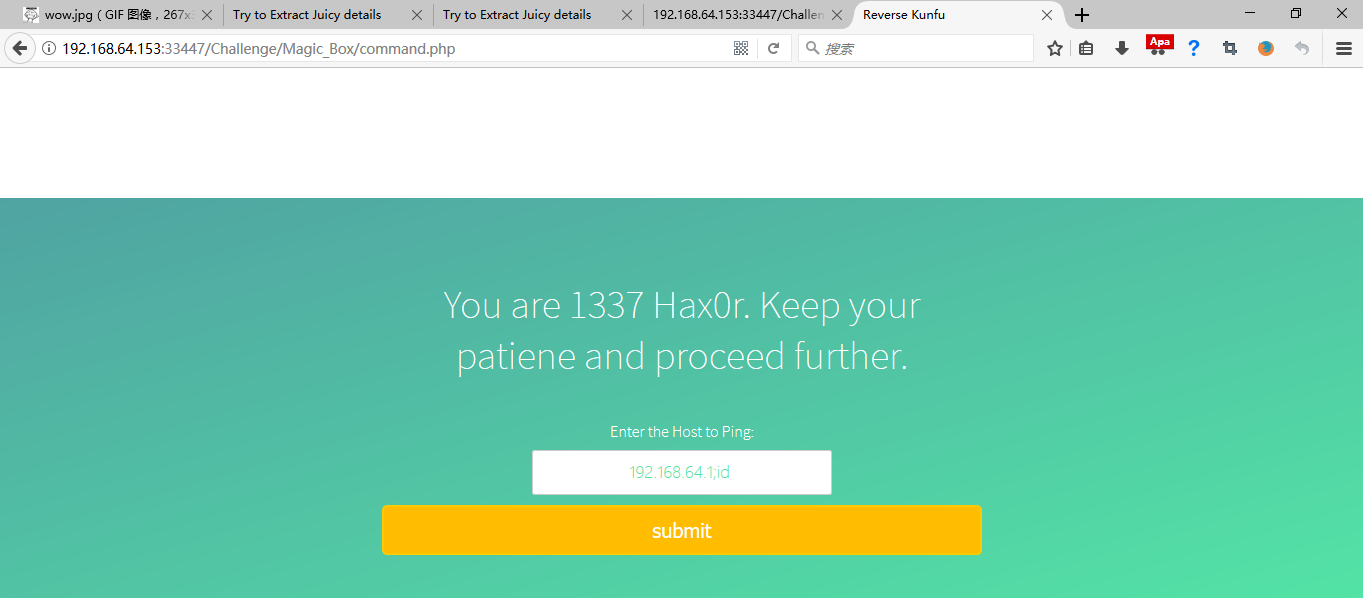 wow.jpg ( GIF 图像，267x
Try to Extract Juicy details
Try to Extract Juicy details
192.168.64.153:33447/Challen
Reverse Kunfu
192.168.64.153:33447/Challenge/Magic_Box/command.php
搜索
Apa
You are 1337 Hax0r. Keep your
patiene and proceed further.
Enter the Host to Ping:
192.168.64.1;id
submit